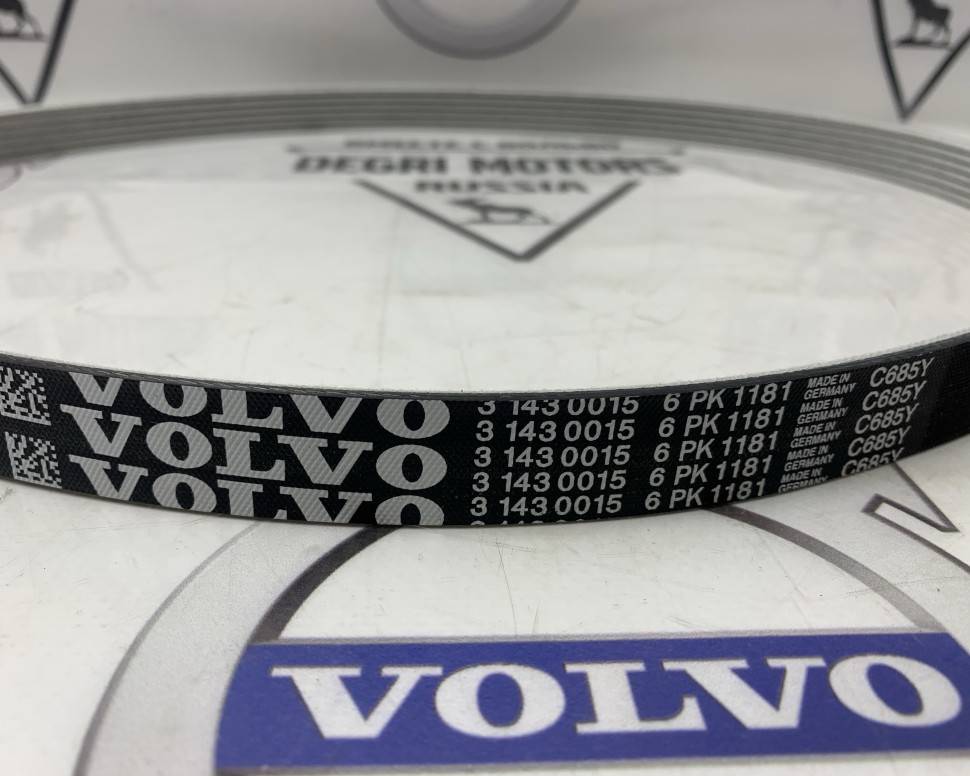 DEGRI MOTORS
RUSSIA
VOLVO 3 143 0015 6 PK 1181 MADE IN GERMANY C685Y
VOLVO 3 143 0015 6 PK 1181 MADE IN GERMANY C685Y
VOLVO 3 143 0015 6 PK 1181 MADE IN GERMANY C685Y
3 143 0015 6 PK 1181 MADE IN GERMANY C685Y
3 143 0015 6 PK 1181 MADE IN GERMANY C685Y
VOLVO